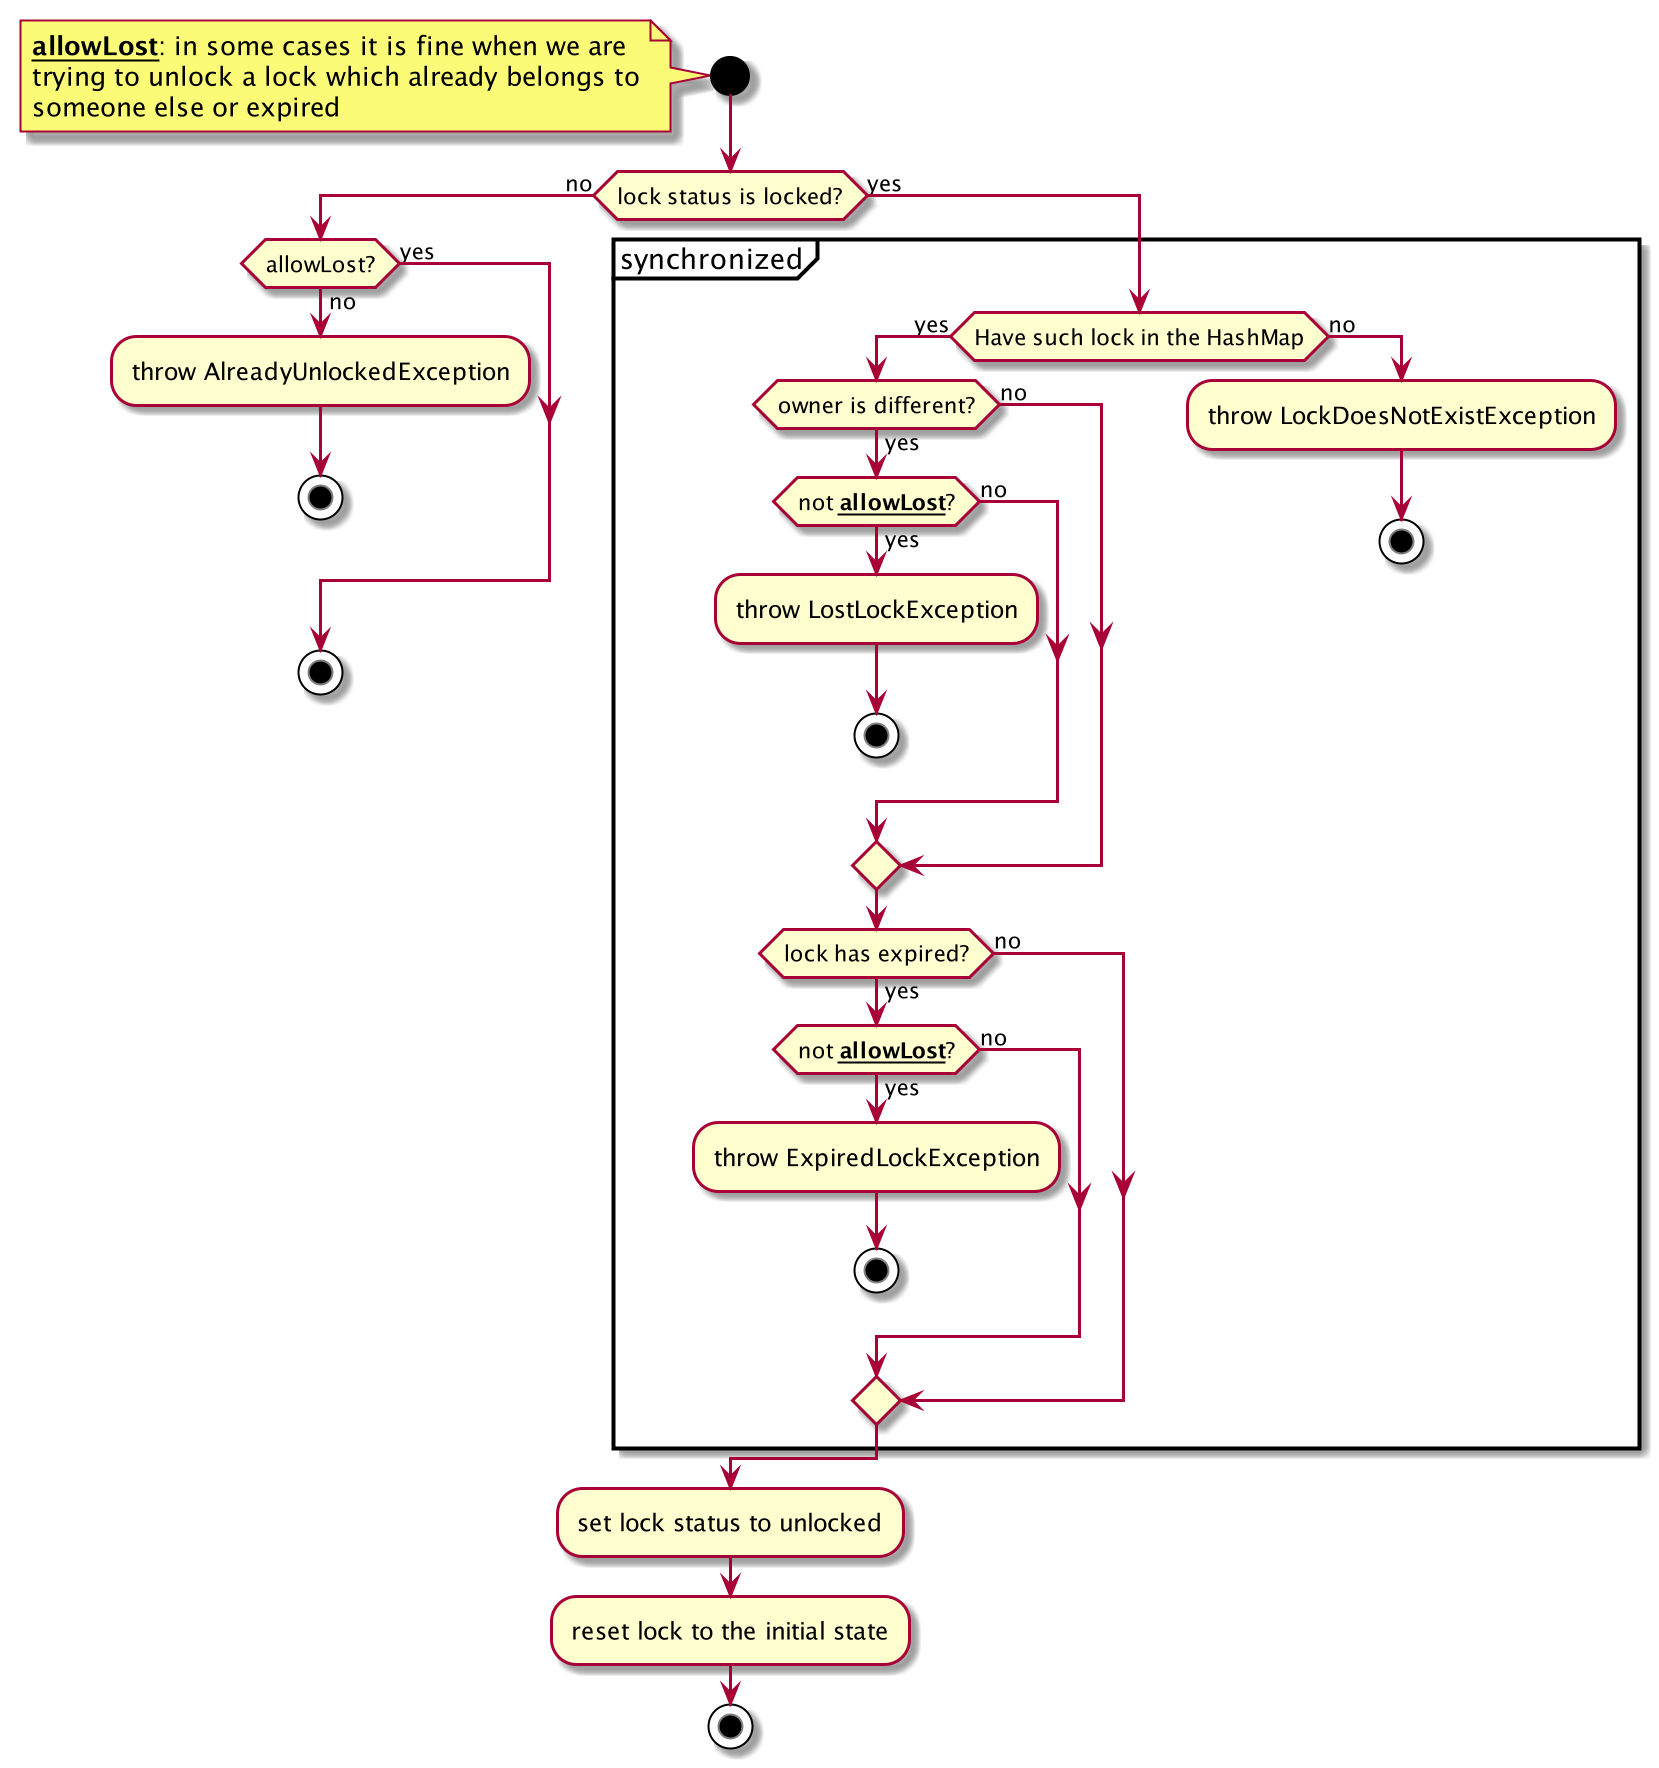 allowLost: in some cases it is fine when we are
trying to unlock a lock which already belongs to
someone else or expired
no
lock status is locked?
yes
allowLost?
yes
no
throw AlreadyUnlockedException
synchronized
yes
Have such lock in the HashMap
no
owner is different?
no
throw LockDoesNotExistException
yes
not allowLost?
no
yes
throw LostLockException
lock has expired?
no
yes
not allowLost?
no
yes
throw ExpiredLockException
set lock status to unlocked
reset lock to the initial state